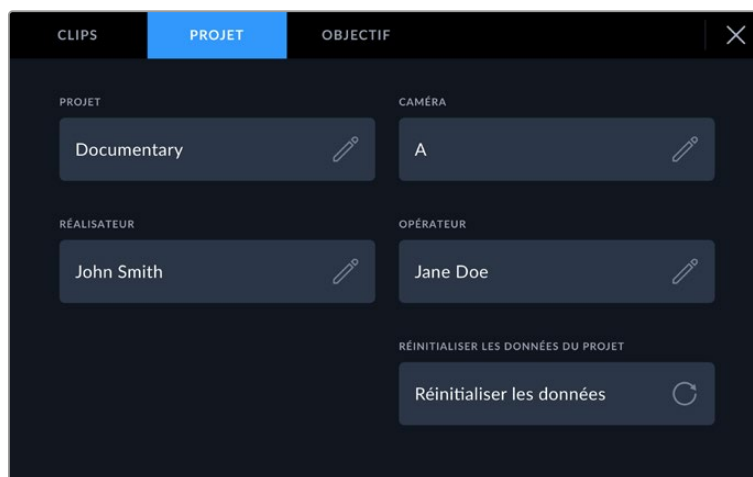 CLIPS PROJET OBJECTIF
PROJET CAMÉRA
Documentary A
RÉALISATEUR OPÉRATEUR
John Smith Jane Doe
RÉINITIALISER LES DONNÉES DU PROJET
Réinitialiser les données